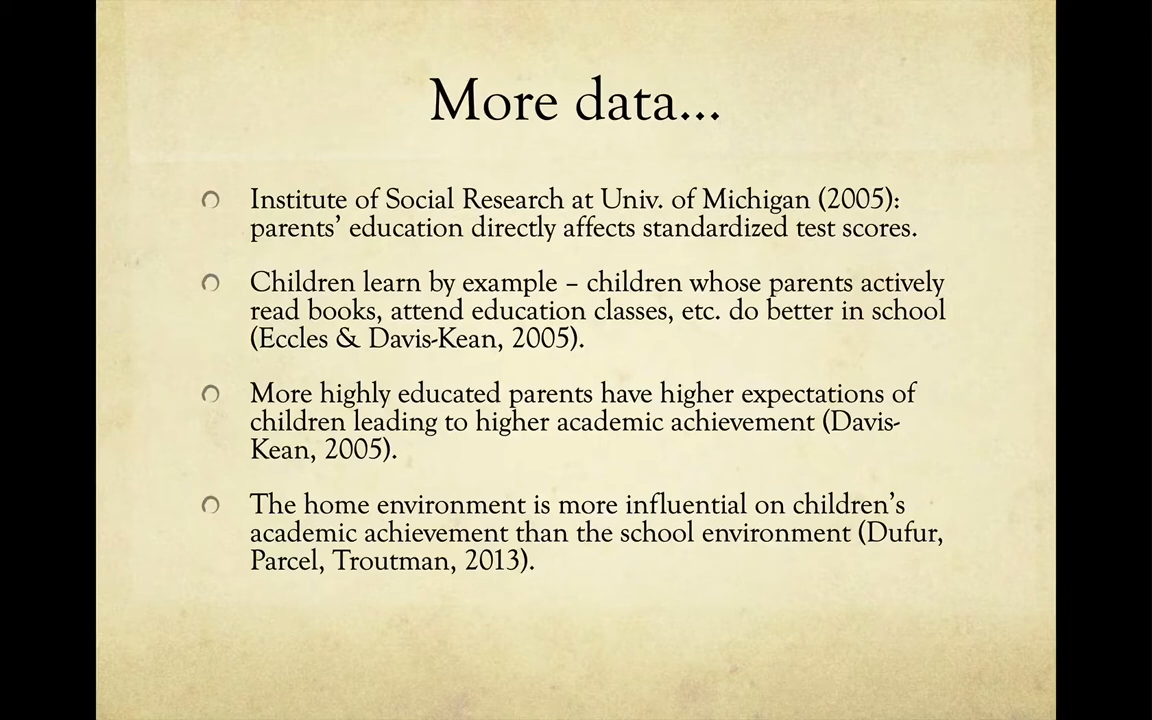 More data...
Institute of Social Research at Univ. of Michigan (2005):
parents’ education directly affects standardized test scores.
Children learn by example – children whose parents actively
read books, attend education classes, etc. do better in school
(Eccles & Davis-Kean, 2005).
More highly educated parents have higher expectations of
children leading to higher academic achievement (Davis-
Kean, 2005).
The home environment is more influential on children’s
academic achievement than the school environment (Dufur,
Parcel, Troutman, 2013).